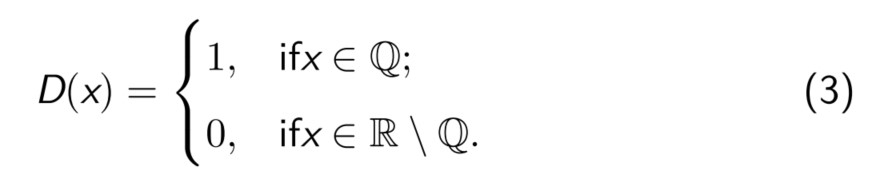 D(x) = { 1, ifx ∈ ℚ;
0, ifx ∈ ℝ \ ℚ.
(3)